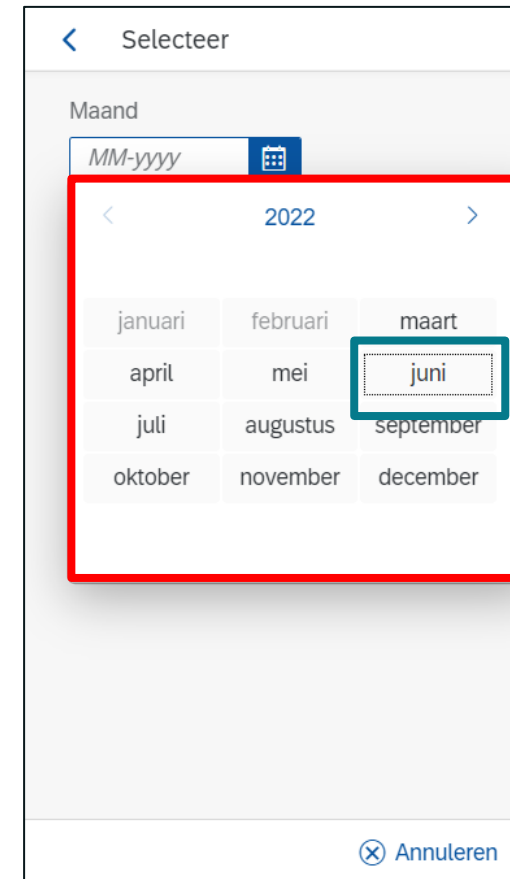 Selecteer
Maand
MM-yyyy
2022
januari februari maart
april mei juni
juli augustus september
oktober november december
Annuleren